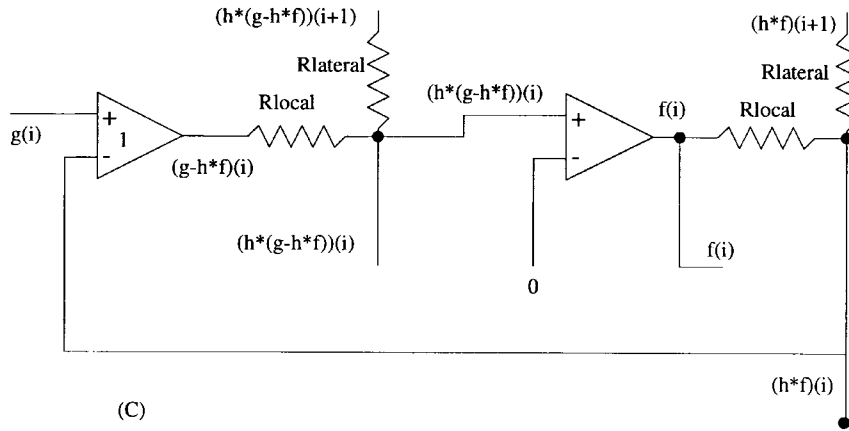 (h*(g-h*f))(i+1)
(h*f)(i+1)
Rlateral
Rlateral
Rlocal
(h*(g-h*f))(i)
f(i)
Rlocal
+
1
-
g(i)
(g-h*f)(i)
+
-
(h*(g-h*f))(i)
f(i)
0
(h*f)(i)
(C)